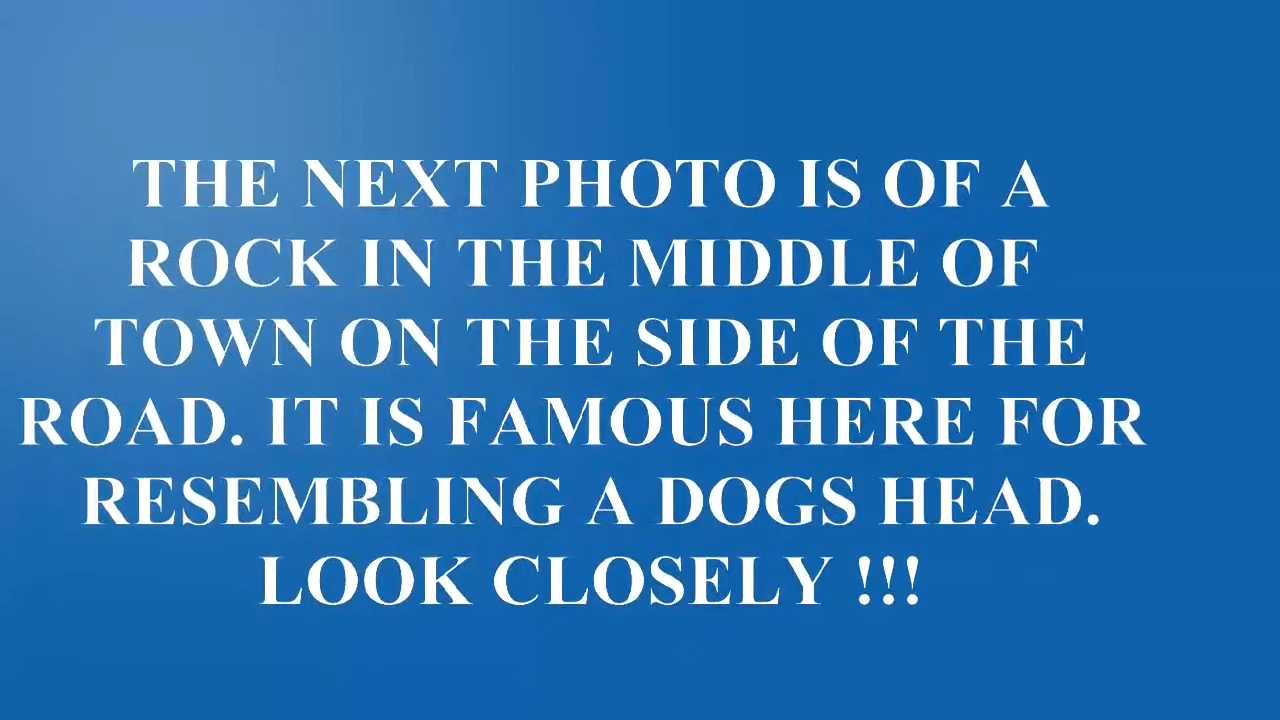 THE NEXT PHOTO IS OF A
ROCK IN THE MIDDLE OF
TOWN ON THE SIDE OF THE
ROAD. IT IS FAMOUS HERE FOR
RESEMBLING A DOGS HEAD.
LOOK CLOSELY !!!